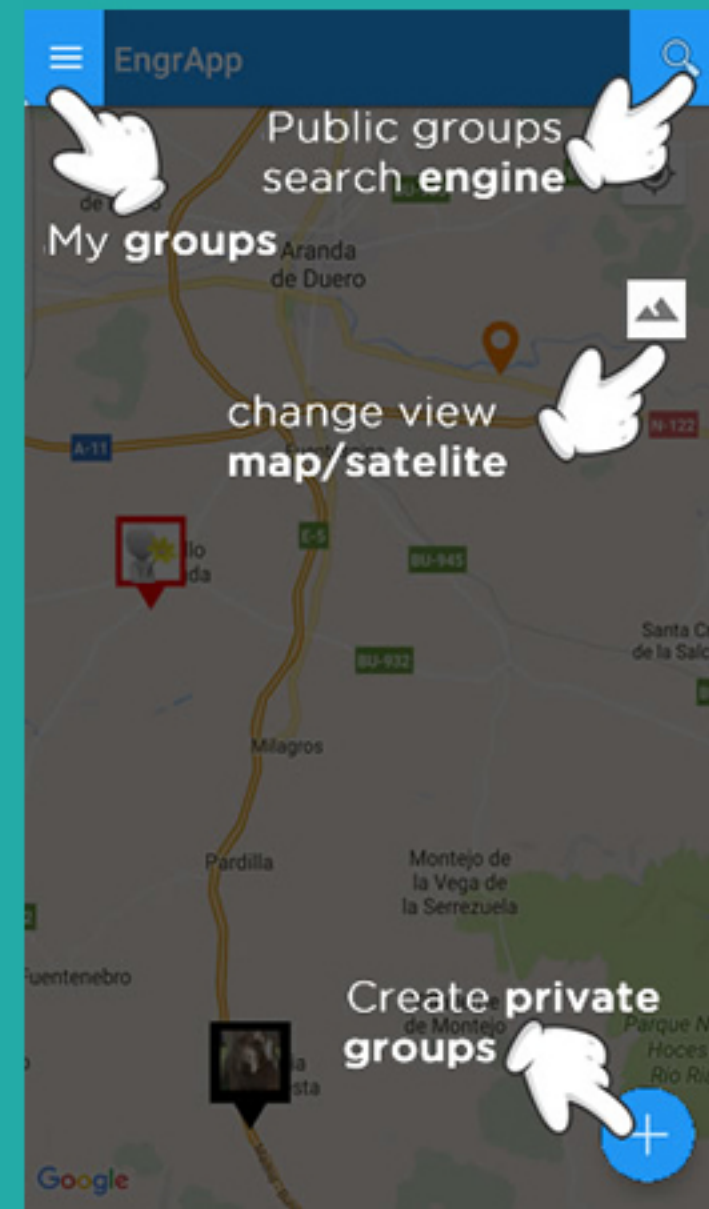 EngrApp
Public groups
search engine
de
My groups
Aranda
de Duero
change view
map/satelite
N-122
A-11
E-5
BU-945
Santa C
de la Salc
BU-932
Milagros
Pardilla
Montejo de
la Vega de
la Serrezuela
uentenebro
Create private
de Montejo
groups
Parque N
Hoces
Río Ria
Google